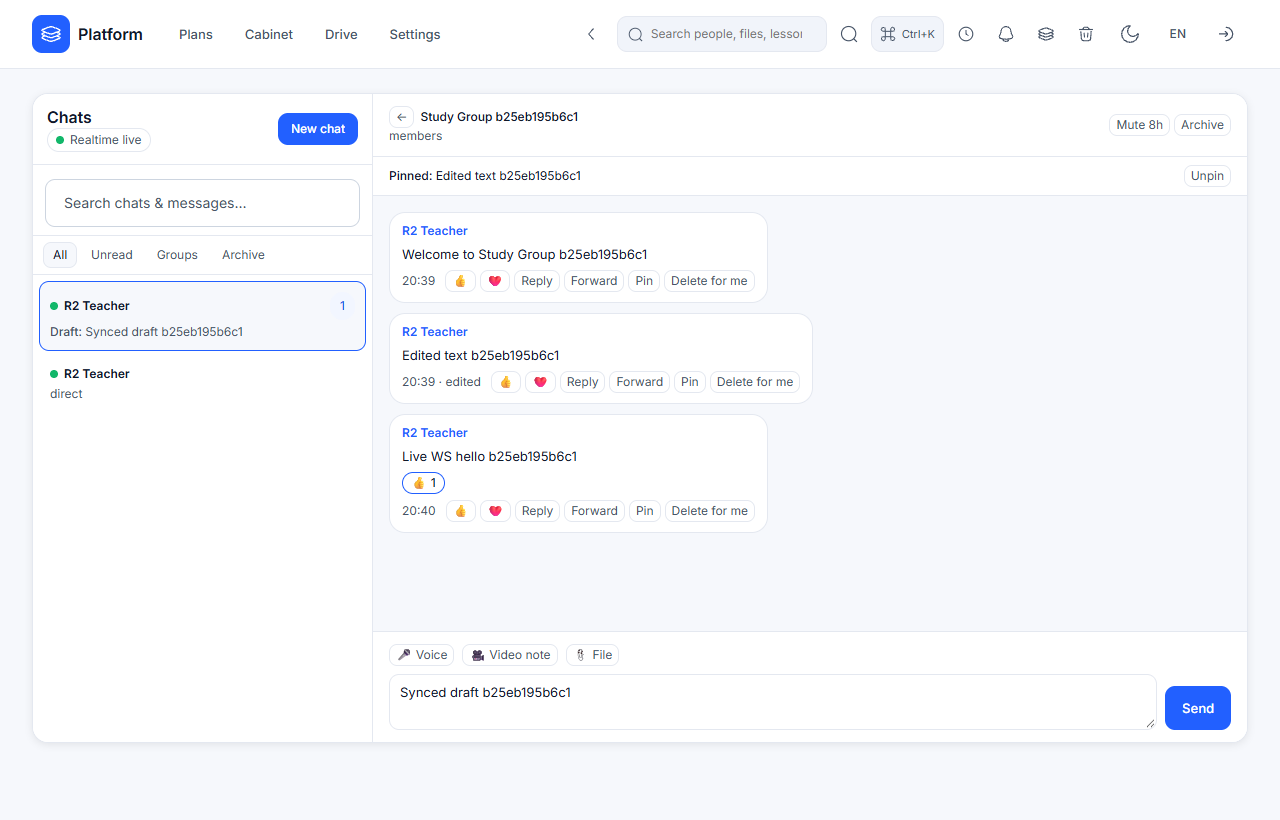 Platform
Plans
Cabinet
Drive
Settings
Search people, files, lessor
Ctrl+K
EN
Chats
Realtime live
New chat
Search chats & messages...
All
Unread
Groups
Archive
R2 Teacher
1
Draft: Synced draft b25eb195b6c1
R2 Teacher
direct
Study Group b25eb195b6c1
members
Mute 8h
Archive
Pinned: Edited text b25eb195b6c1
Unpin
R2 Teacher
Welcome to Study Group b25eb195b6c1
20:39 👍 💔 Reply Forward Pin Delete for me
R2 Teacher
Edited text b25eb195b6c1
20:39 · edited 👍 💔 Reply Forward Pin Delete for me
R2 Teacher
Live WS hello b25eb195b6c1
👍 1
20:40 👍 💔 Reply Forward Pin Delete for me
Voice
Video note
File
Synced draft b25eb195b6c1
Send